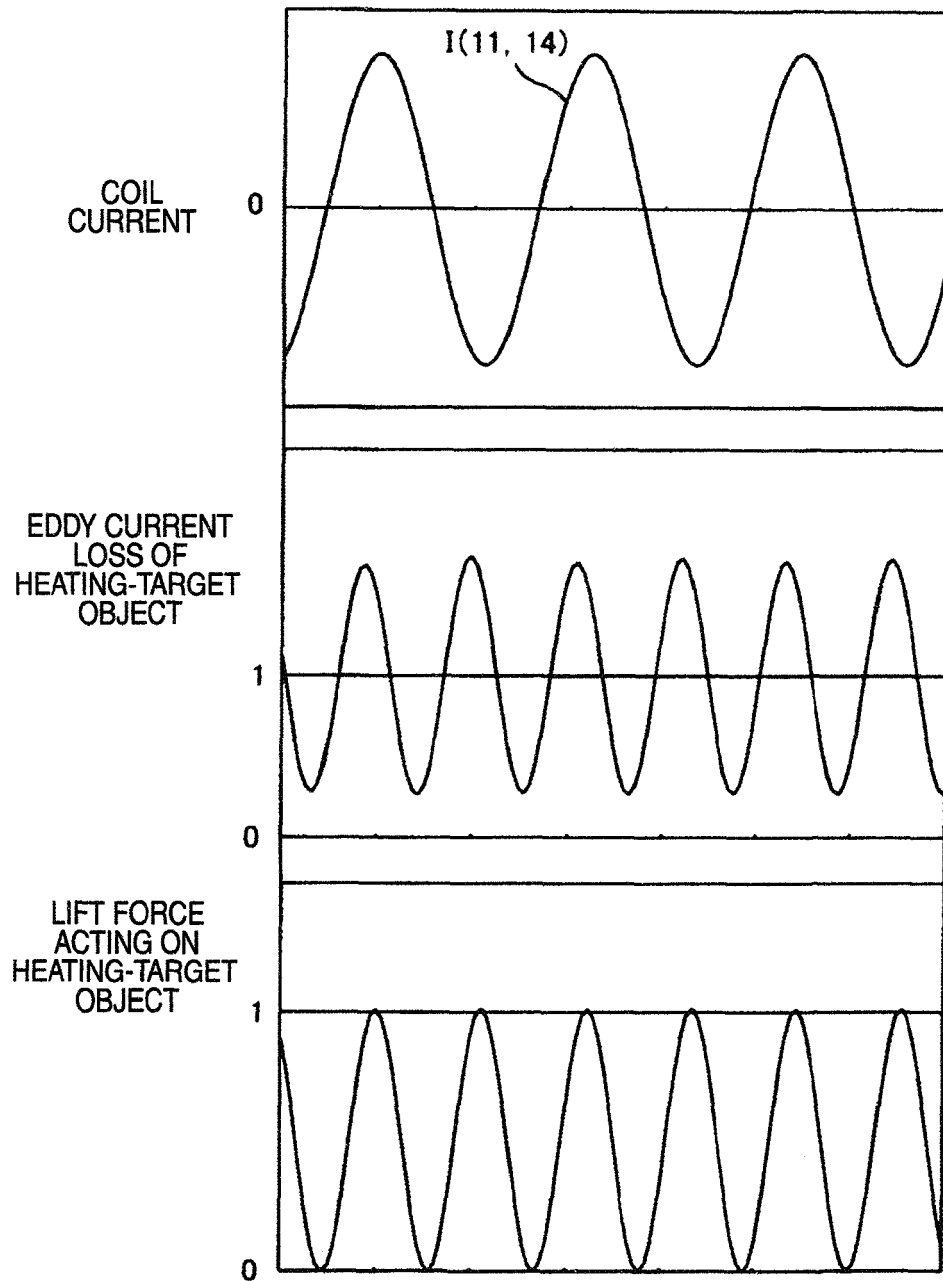 I(11, 14)
COIL
CURRENT
0
EDDY CURRENT
LOSS OF
HEATING-TARGET
OBJECT
1
0
LIFT FORCE
ACTING ON
HEATING-TARGET
OBJECT
1
0